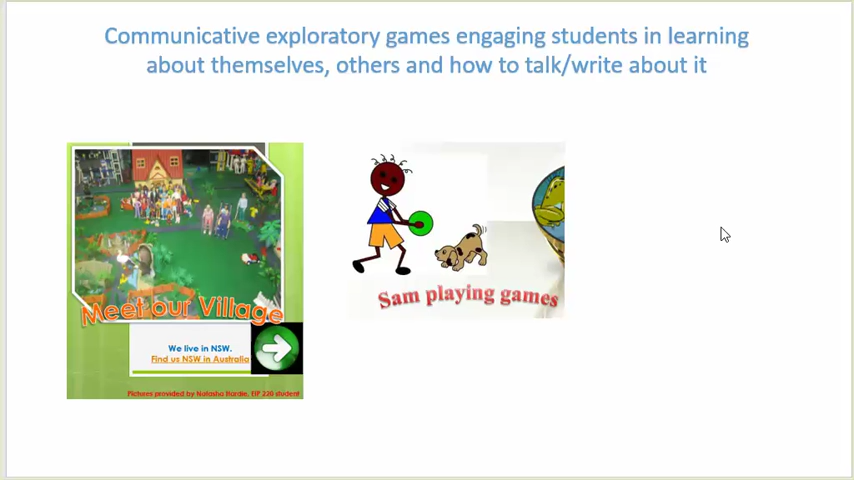 Communicative exploratory games engaging students in learning
about themselves, others and how to talk/write about it
Meet our Village
We live in NSW.
Find us NSW in Australia
Pictures provided by Natasha Hardie, EIP 220 student
Sam playing games